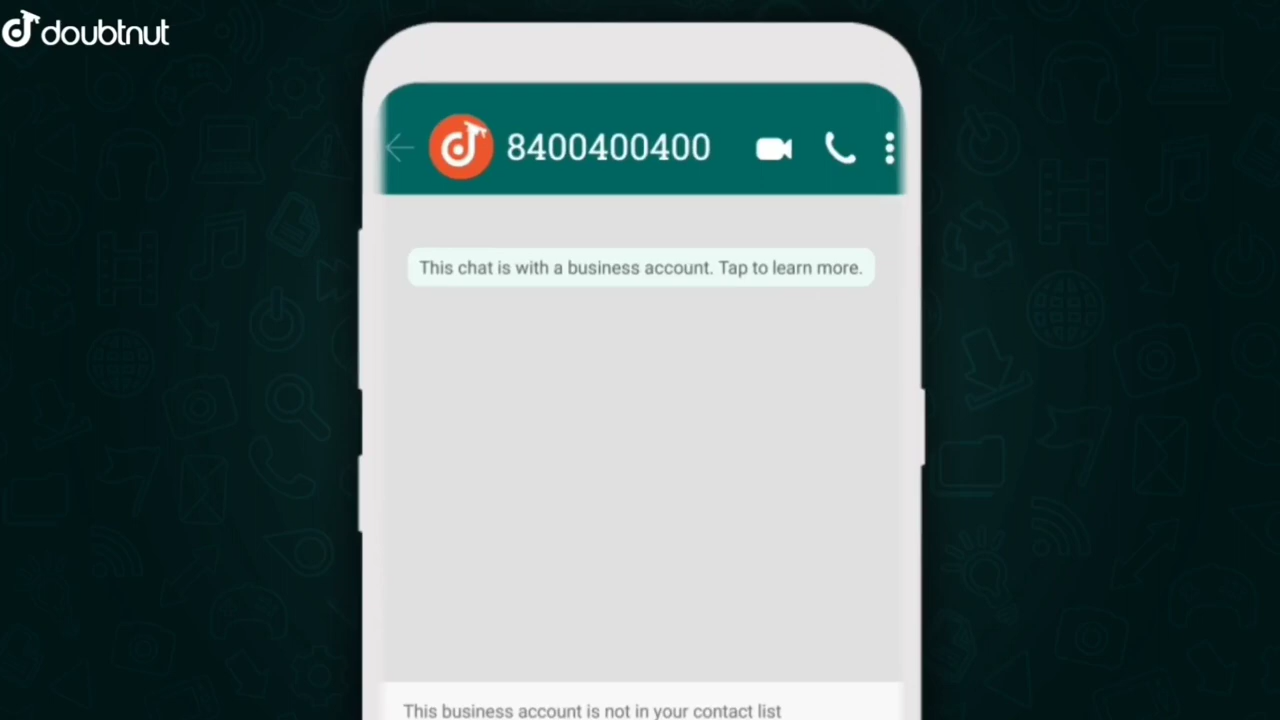 doubtnut
8400400400
This chat is with a business account. Tap to learn more.
This business account is not in your contact list